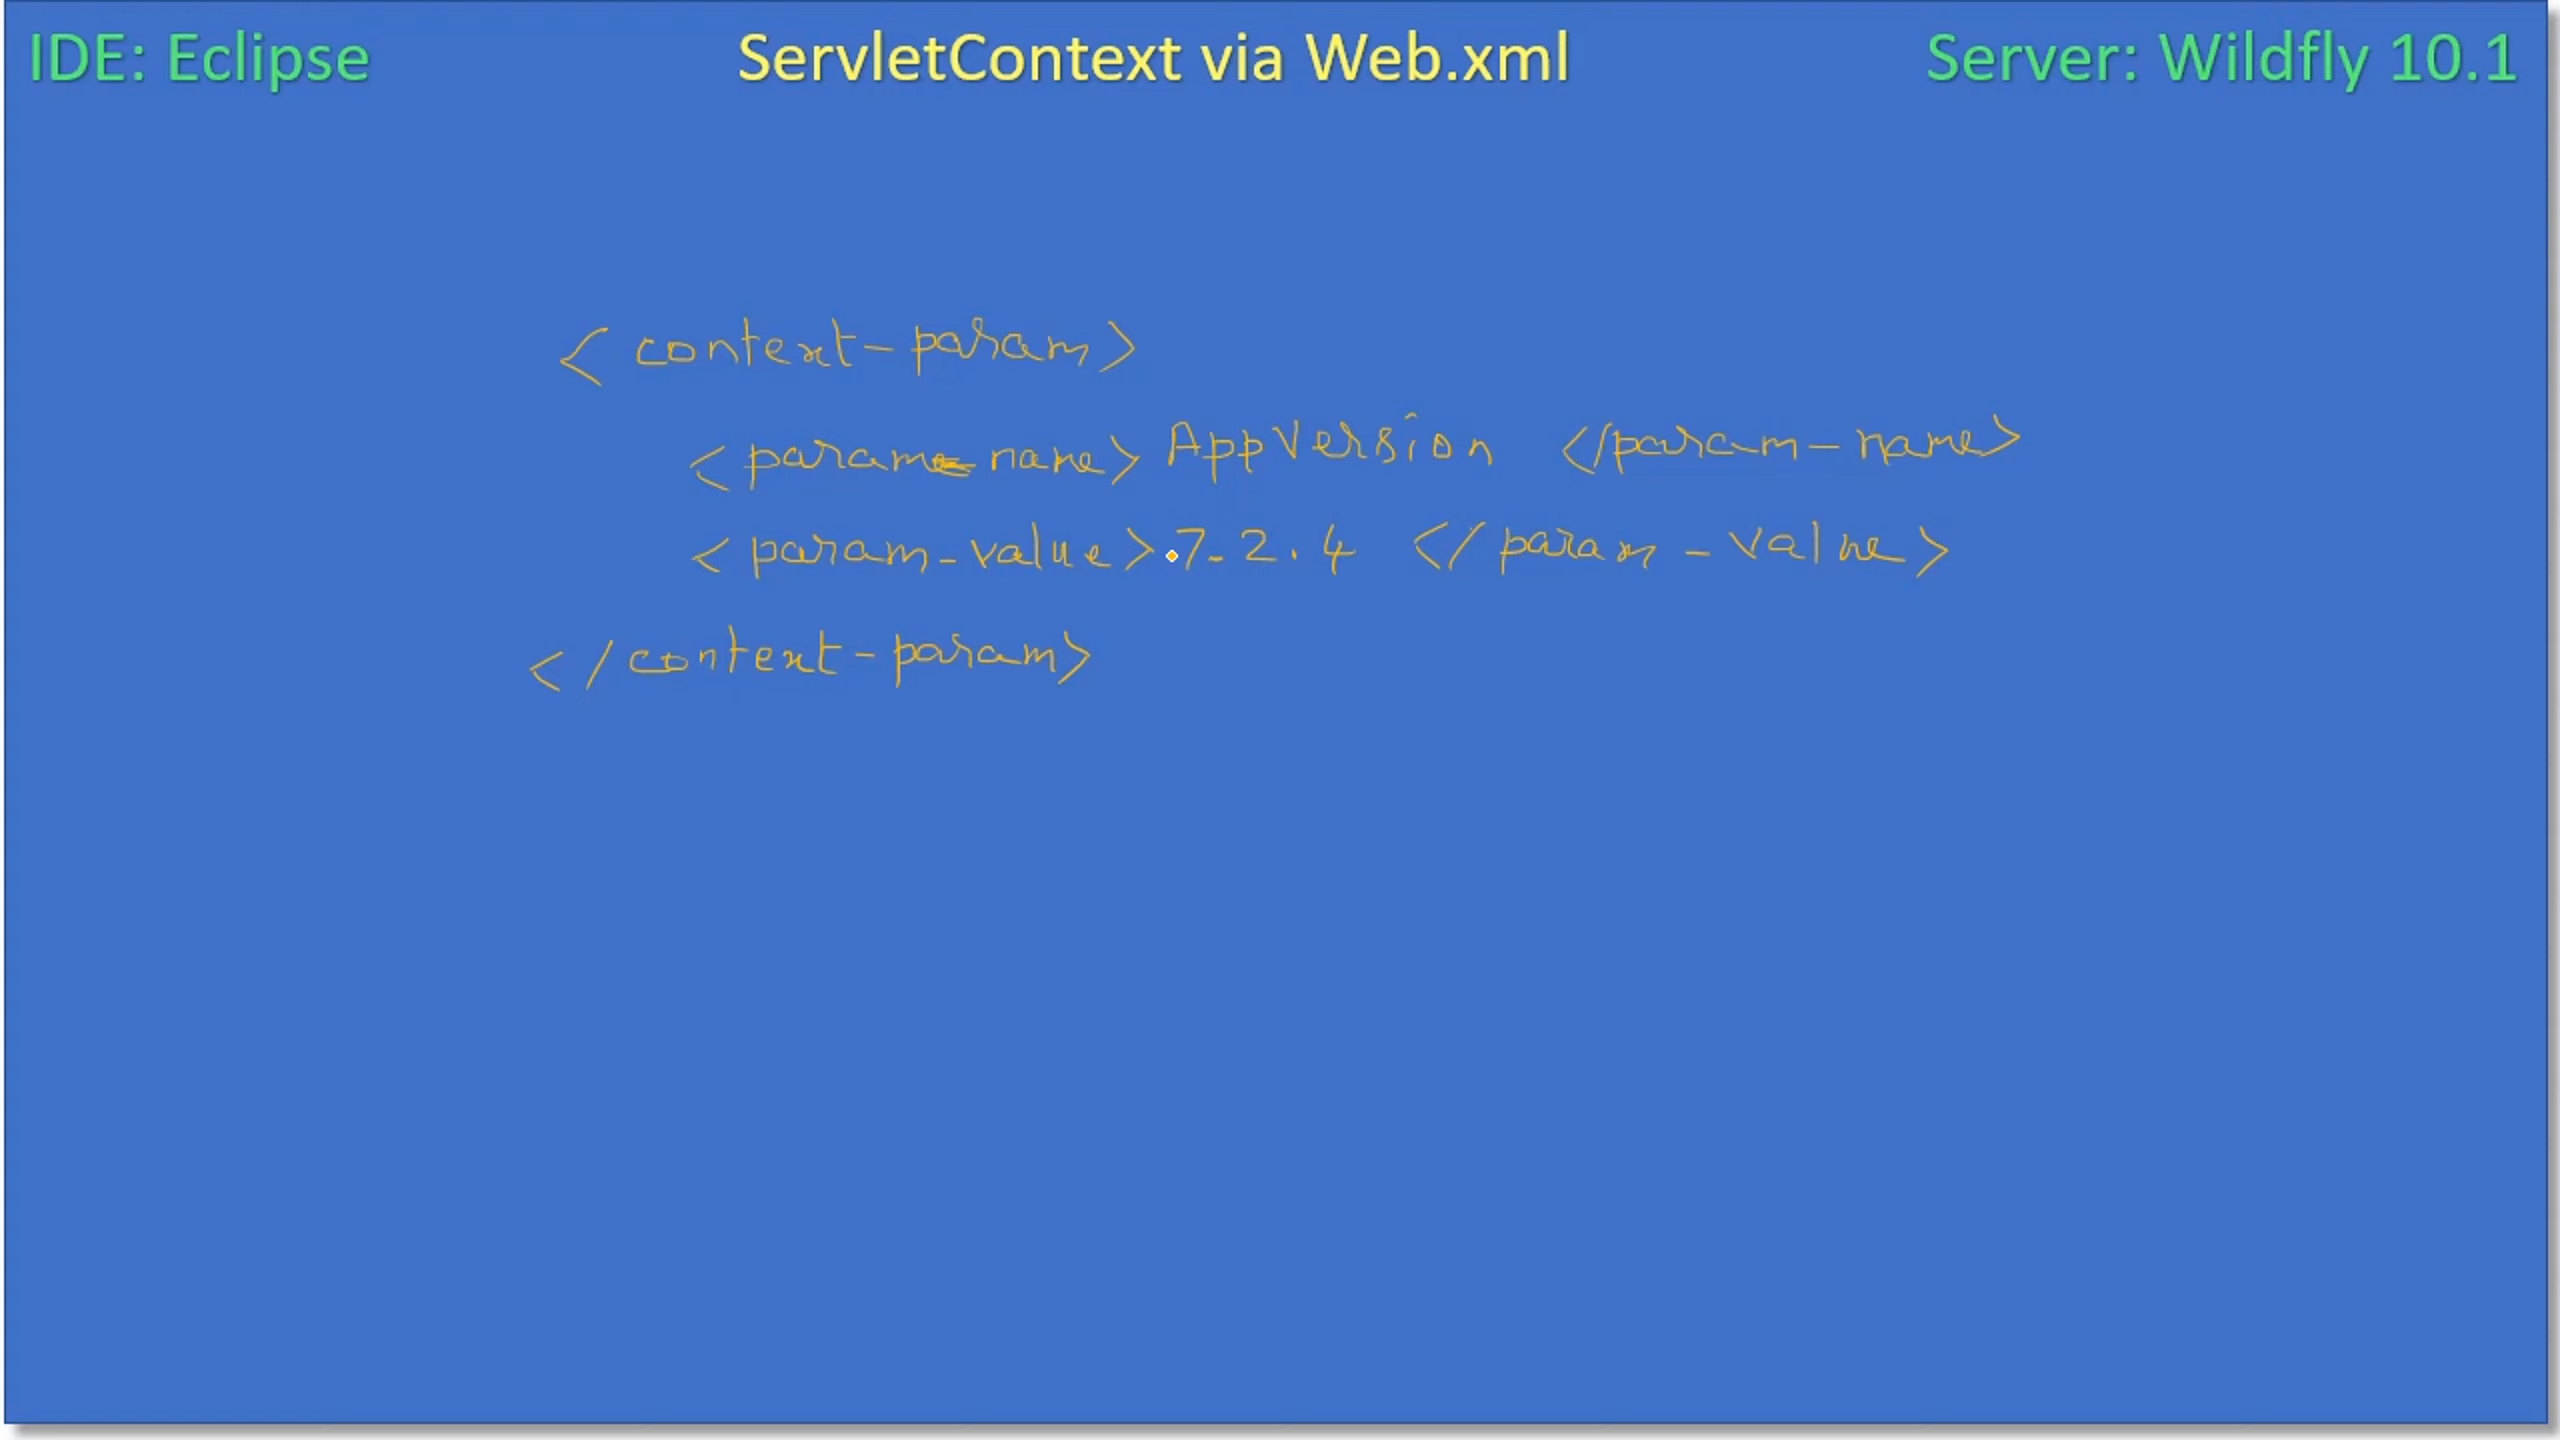 IDE: Eclipse ServletContext via Web.xml Server: Wildfly 10.1
<context-param>
<param-name> AppVersion </param-name>
<param-value> 7.2.4 </param-value>
</context-param>